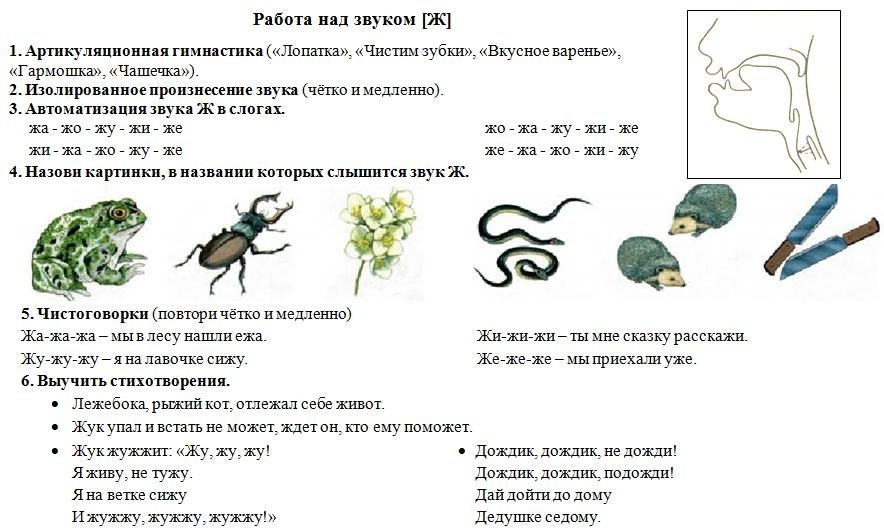 Работа над звуком [Ж]
1. Артикуляционная гимнастика («Лопатка», «Чистим зубки», «Вкусное варенье»,
«Гармошка», «Чашечка»).
2. Изолированное произнесение звука (чётко и медленно).
3. Автоматизация звука Ж в слогах.
жа - жо - жу - жи - же
жо - жа - жу - жи - же
жи - жа - жо - жу - же
же - жа - жо - жи - жу
4. Назови картинки, в названии которых слышится звук Ж.
5. Чистоговорки (повтори чётко и медленно)
Жа-жа-жа – мы в лесу нашли ежа.
Жи-жи-жи – ты мне сказку расскажи.
Жу-жу-жу – я на лавочке сижу.
Же-же-же – мы приехали уже.
6. Выучить стихотворения.
• Лежебока, рыжий кот, отлежал себе живот.
• Жук упал и встать не может, ждет он, кто ему поможет.
• Жук жужжит: «Жу, жу, жу!
Я живу, не тужу.
Я на ветке сижу
И жужжу, жужжу, жужжу!»
• Дождик, дождик, не дожди!
Дождик, дождик, подожди!
Дай дойти до дому
Дедушке седому.